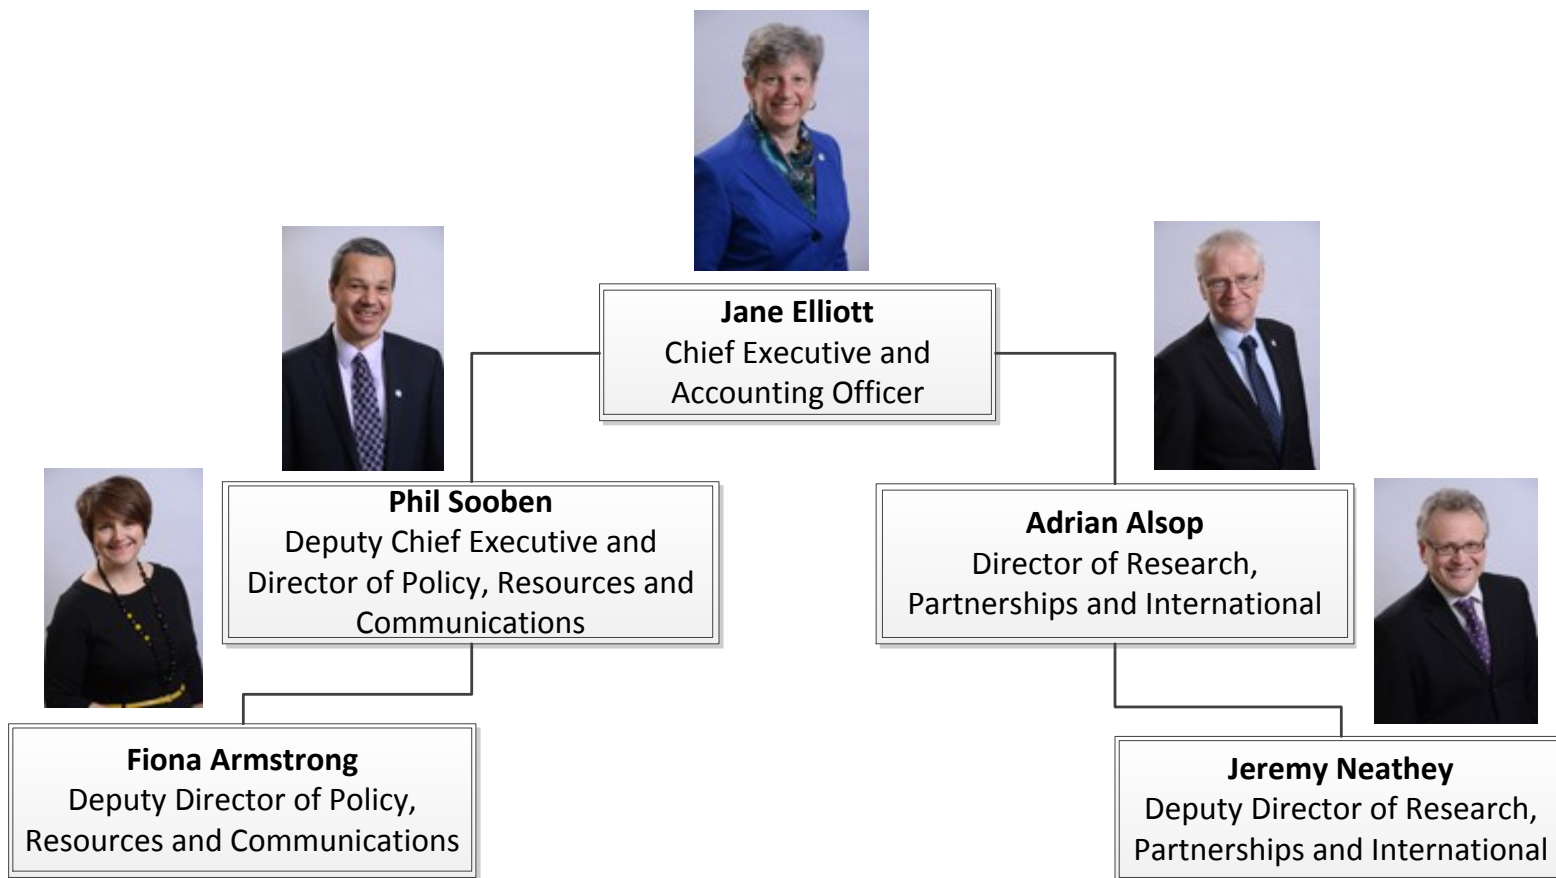 Jane Elliott
Chief Executive and
Accounting Officer
Phil Sooben
Deputy Chief Executive and
Director of Policy, Resources and
Communications
Adrian Alsop
Director of Research,
Partnerships and International
Fiona Armstrong
Deputy Director of Policy,
Resources and Communications
Jeremy Neathey
Deputy Director of Research,
Partnerships and International